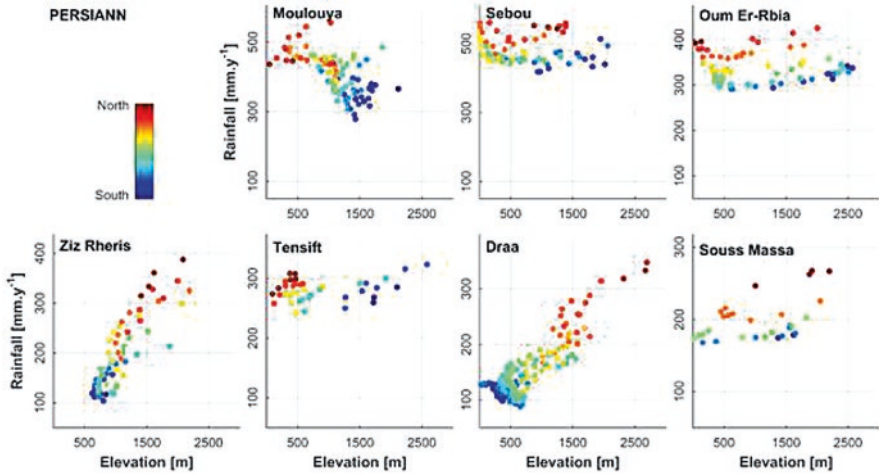 PERSIANN
North
South
Moulouya
Rainfall [mm.y⁻¹]
500
300
100
500 1500 2500
Sebou
500
300
100
500 1500 2500
Oum Er-Rbia
400
300
200
100
500 1500 2500
Ziz Rheris
Rainfall [mm.y⁻¹]
400
300
200
100
500 1500 2500
Elevation [m]
Tensift
300
200
100
500 1500 2500
Elevation [m]
Draa
300
200
100
500 1500 2500
Elevation [m]
Souss Massa
300
200
100
500 1500 2500
Elevation [m]